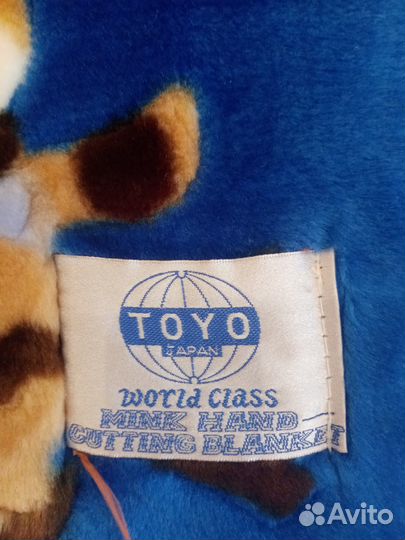 TOYO
JAPAN
world class
MINK HAND
CUTTING BLANKET
Avito